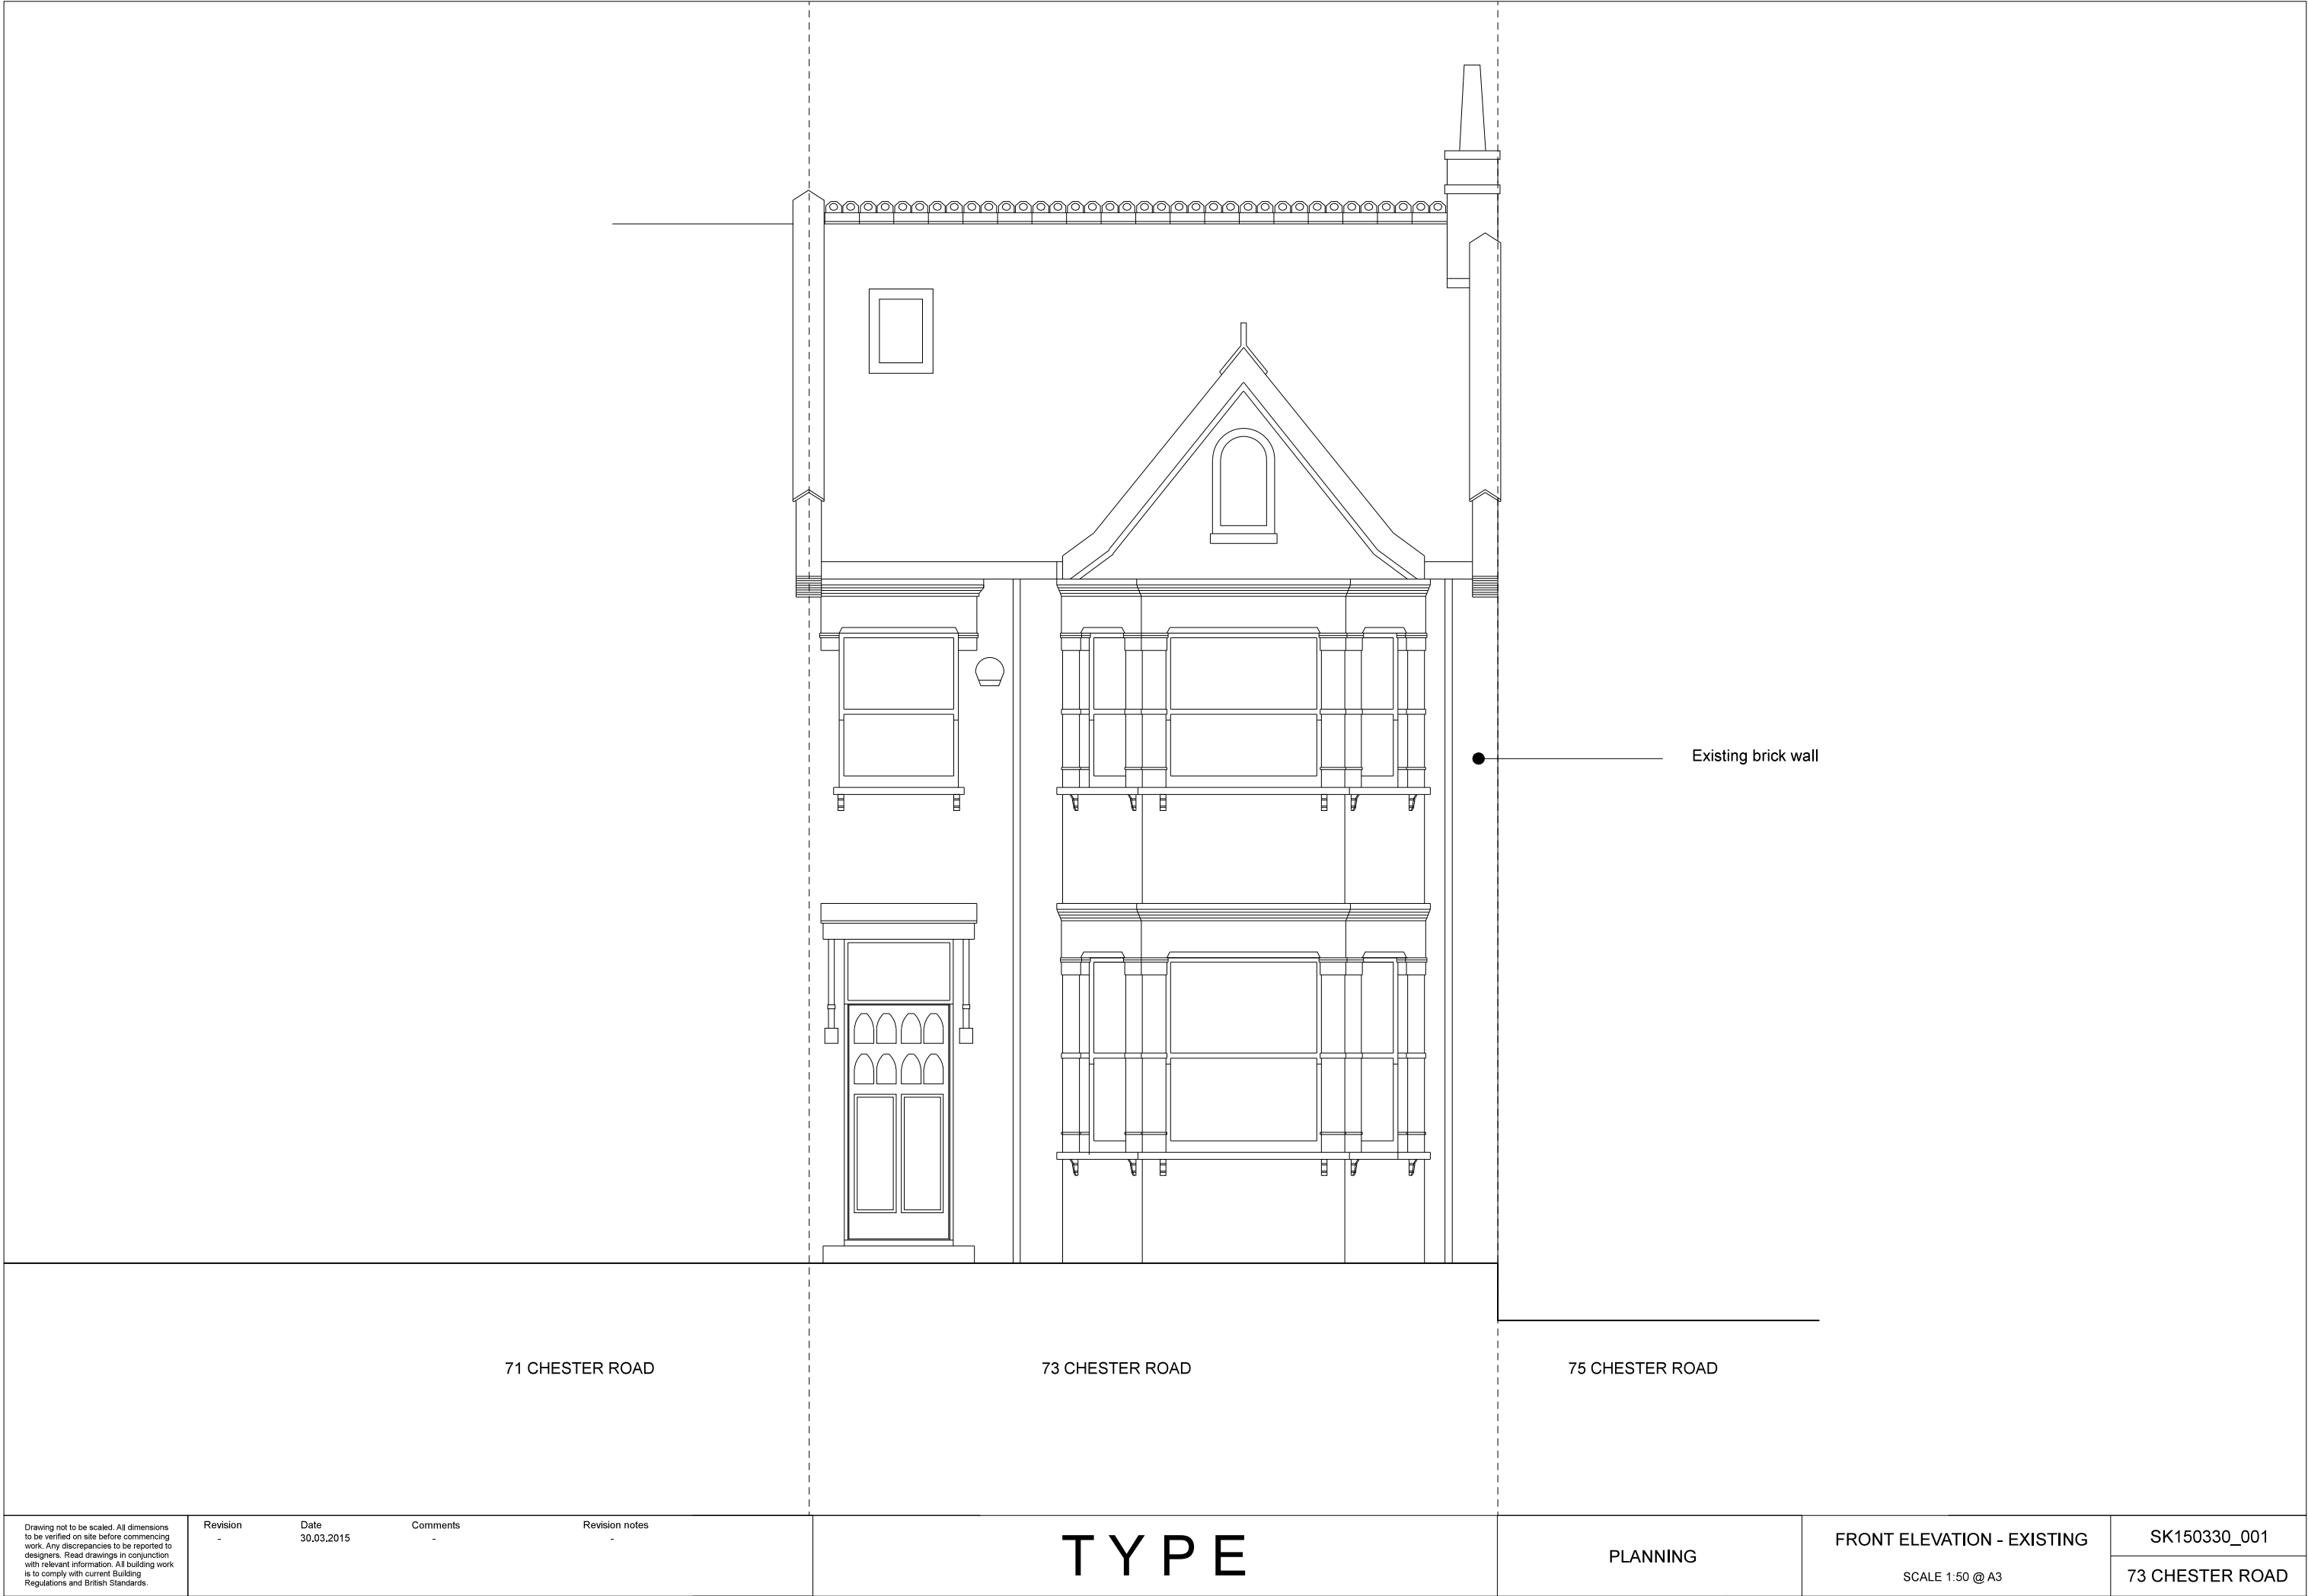 Existing brick wall
71 CHESTER ROAD
73 CHESTER ROAD
75 CHESTER ROAD
Drawing not to be scaled. All dimensions
to be verified on site before commencing
work. Any discrepancies to be reported to
designers. Read drawings in conjunction
with relevant information. All building work
is to comply with current Building
Regulations and British Standards.
Revision
-
Date
30.03.2015
Comments
-
Revision notes
-
TYPE
PLANNING
FRONT ELEVATION - EXISTING
SCALE 1:50 @ A3
SK150330_001
73 CHESTER ROAD